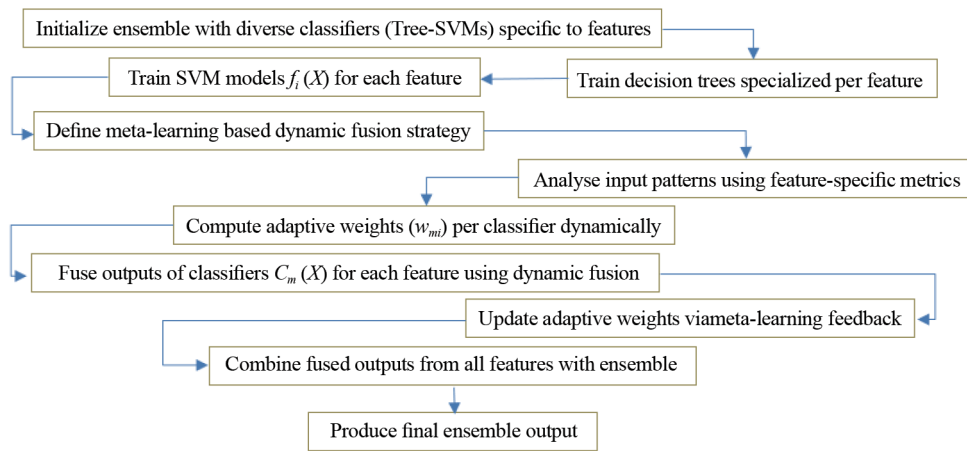 Initialize ensemble with diverse classifiers (Tree-SVMs) specific to features
Train decision trees specialized per feature
Train SVM models f_i (X) for each feature
Define meta-learning based dynamic fusion strategy
Analyse input patterns using feature-specific metrics
Compute adaptive weights (w_mi) per classifier dynamically
Fuse outputs of classifiers C_m (X) for each feature using dynamic fusion
Update adaptive weights viameta-learning feedback
Combine fused outputs from all features with ensemble
Produce final ensemble output